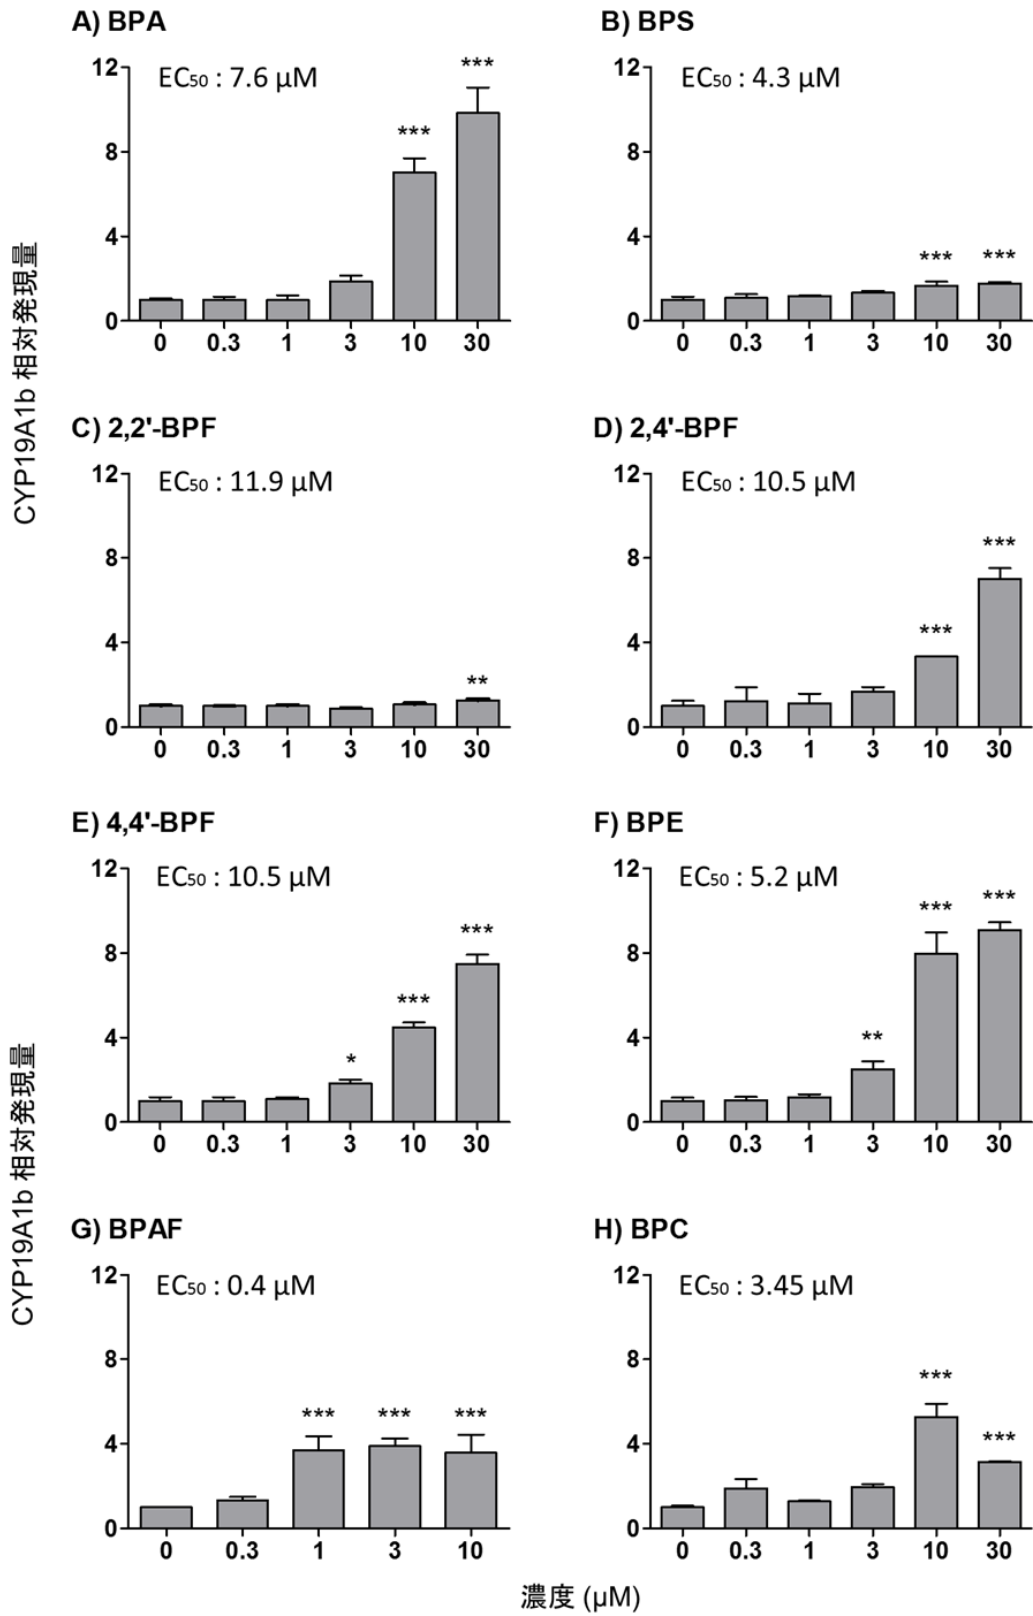 A) BPA
EC50 : 7.6 µM
***
***
12
8
4
0
0 0.3 1 3 10 30
B) BPS
EC50 : 4.3 µM
*** ***
12
8
4
0
0 0.3 1 3 10 30
CYP19A1b 相対発現量
C) 2,2'-BPF
EC50 : 11.9 µM
**
12
8
4
0
0 0.3 1 3 10 30
D) 2,4'-BPF
EC50 : 10.5 µM
***
***
12
8
4
0
0 0.3 1 3 10 30
E) 4,4'-BPF
EC50 : 10.5 µM
***
***
*
12
8
4
0
0 0.3 1 3 10 30
F) BPE
EC50 : 5.2 µM
***
***
**
12
8
4
0
0 0.3 1 3 10 30
CYP19A1b 相対発現量
G) BPAF
EC50 : 0.4 µM
*** *** ***
12
8
4
0
0 0.3 1 3 10
H) BPC
EC50 : 3.45 µM
***
***
12
8
4
0
0 0.3 1 3 10 30
濃度 (µM)